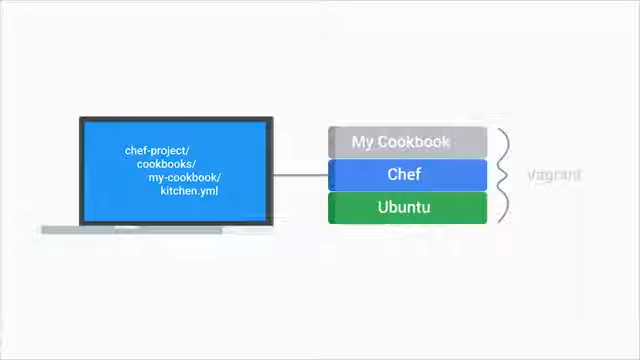 chef-project/
cookbooks/
my-cookbook/
kitchen.yml
My Cookbook
Chef
Ubuntu
Vagrant